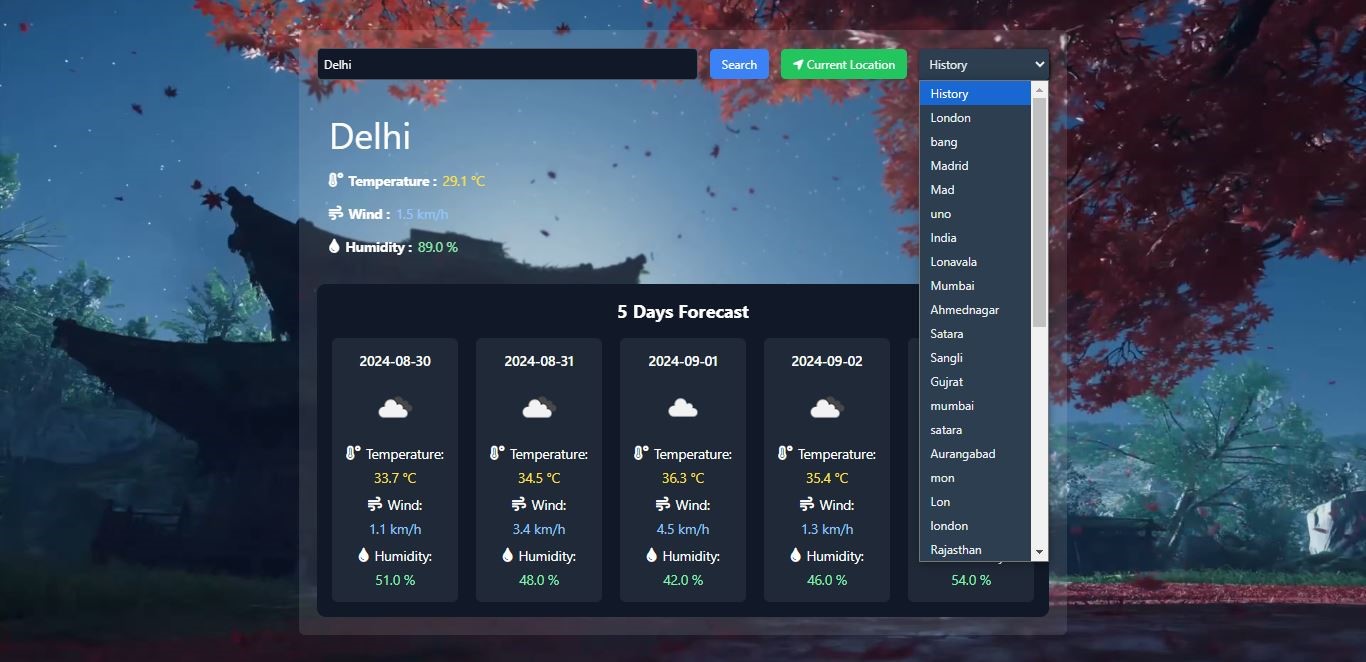 Delhi
Search
Current Location
History
History
London
bang
Madrid
Mad
uno
India
Lonavala
Mumbai
Ahmednagar
Satara
Sangli
Gujrat
mumbai
satara
Aurangabad
mon
Lon
london
Rajasthan
Delhi
Temperature : 29.1 °C
Wind : 1.5 km/h
Humidity : 89.0 %
5 Days Forecast
2024-08-30
Temperature:
33.7 °C
Wind:
1.1 km/h
Humidity:
51.0 %
2024-08-31
Temperature:
34.5 °C
Wind:
3.4 km/h
Humidity:
48.0 %
2024-09-01
Temperature:
36.3 °C
Wind:
4.5 km/h
Humidity:
42.0 %
2024-09-02
Temperature:
35.4 °C
Wind:
1.3 km/h
Humidity:
46.0 %
54.0 %